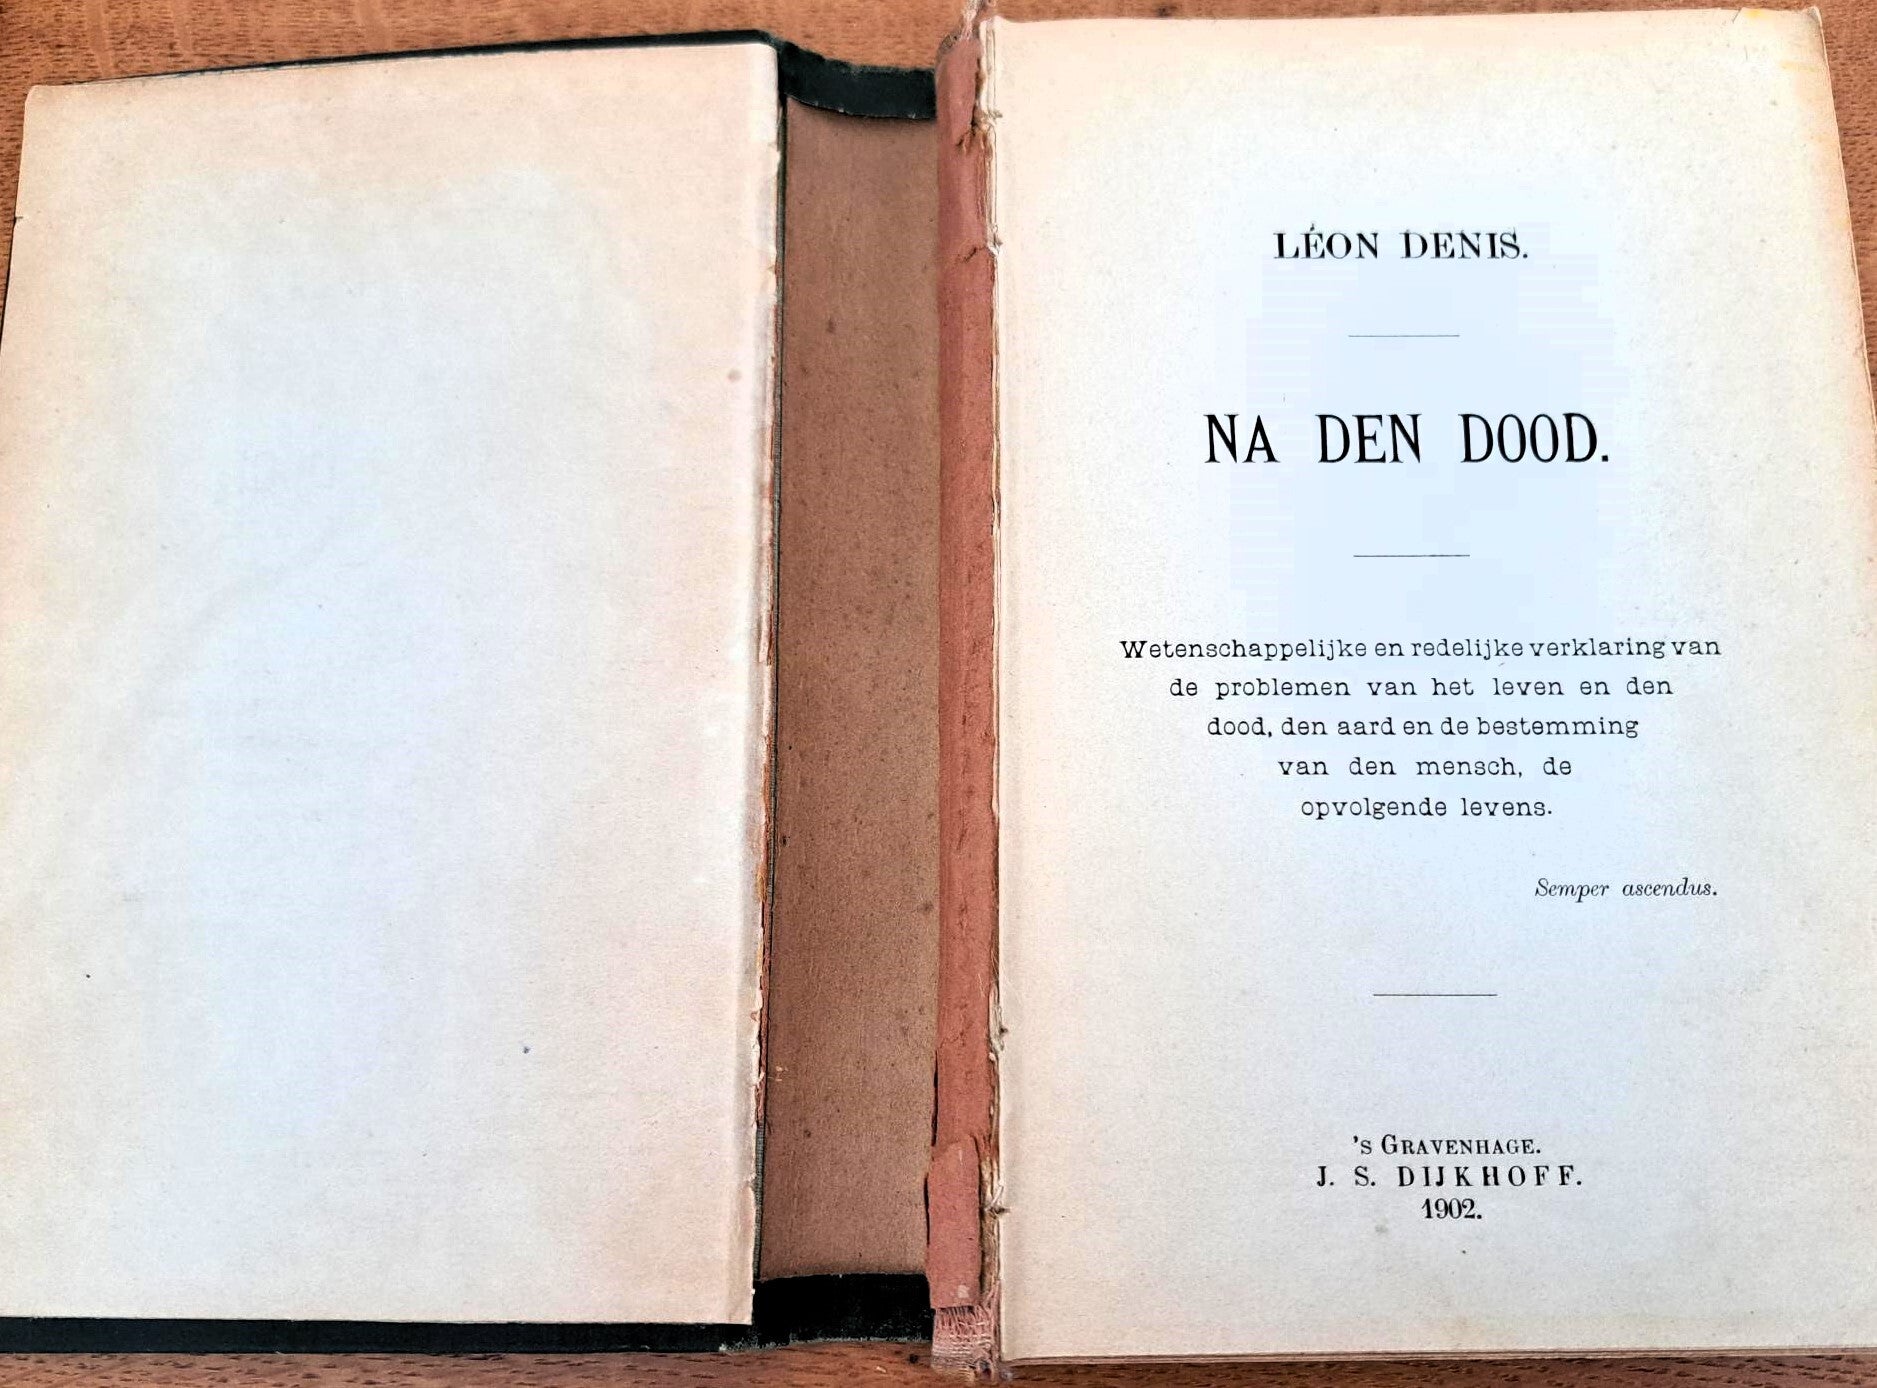 LÉON DENIS.
NA DEN DOOD.
Wetenschappelijke en redelijke verklaring van
de problemen van het leven en den
dood, den aard en de bestemming
van den mensch, de
opvolgende levens.
Semper ascendus.
's GRAVENHAGE.
J. S. DIJKHOFF.
1902.